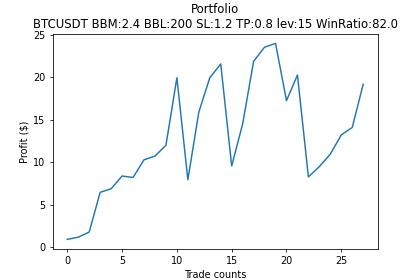 Portfolio
BTCUSDT BBM:2.4 BBL:200 SL:1.2 TP:0.8 lev:15 WinRatio:82.0
25
20
15
10
5
0
Profit ($)
0 5 10 15 20 25
Trade counts